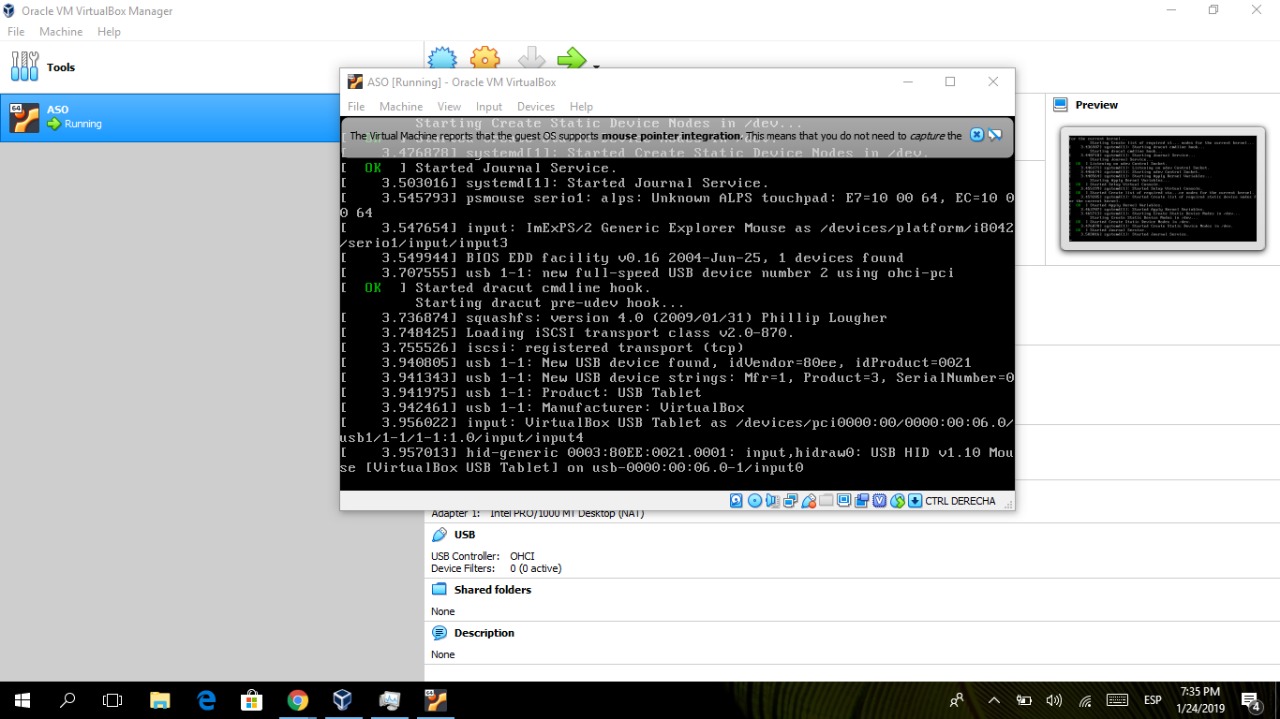 Oracle VM VirtualBox Manager
File Machine Help
Tools
64 ASO
Running
ASO [Running] - Oracle VM VirtualBox
File Machine View Input Devices Help
Starting Create Static Device Nodes in /dev...
The Virtual Machine reports that the guest OS supports mouse pointer integration. This means that you do not need to capture the
3.476878] systemd[1]: Started Create Static Device Nodes in /dev.
OK Started Journal Service.
[ 3.503016] systemd[1]: Started Journal Service.
psmouse serio1: alps: Unknown ALPS touchpad: E7=10 00 64, EC=10 0
0 64
input: ImExPS/2 Generic Explorer Mouse as /devices/platform/i8042
/serio1/input/input3
[ 3.549944] BIOS EDD facility v0.16 2004-Jun-25, 1 devices found
[ 3.707555] usb 1-1: new full-speed USB device number 2 using ohci-pci
[ OK ] Started dracut cmdline hook.
Starting dracut pre-udev hook...
[ 3.736874] squashfs: version 4.0 (2009/01/31) Phillip Lougher
[ 3.748425] Loading iSCSI transport class v2.0-870.
[ 3.755526] iscsi: registered transport (tcp)
[ 3.940805] usb 1-1: New USB device found, idVendor=80ee, idProduct=0021
[ 3.941343] usb 1-1: New USB device strings: Mfr=1, Product=3, SerialNumber=0
[ 3.941975] usb 1-1: Product: USB Tablet
[ 3.942461] usb 1-1: Manufacturer: VirtualBox
[ 3.956022] input: VirtualBox USB Tablet as /devices/pci0000:00/0000:00:06.0/
usb1/1-1/1-1:1.0/input/input4
[ 3.957013] hid-generic 0003:80EE:0021.0001: input,hidraw0: USB HID v1.10 Mou
se [VirtualBox USB Tablet] on usb-0000:00:06.0-1/input0
CTRL DERECHA
Preview
Adapter 1: Intel PRO/1000 MT Desktop (NAT)
USB
USB Controller: OHCI
Device Filters: 0 (0 active)
Shared folders
None
Description
None
ESP
7:35 PM
1/24/2019
4